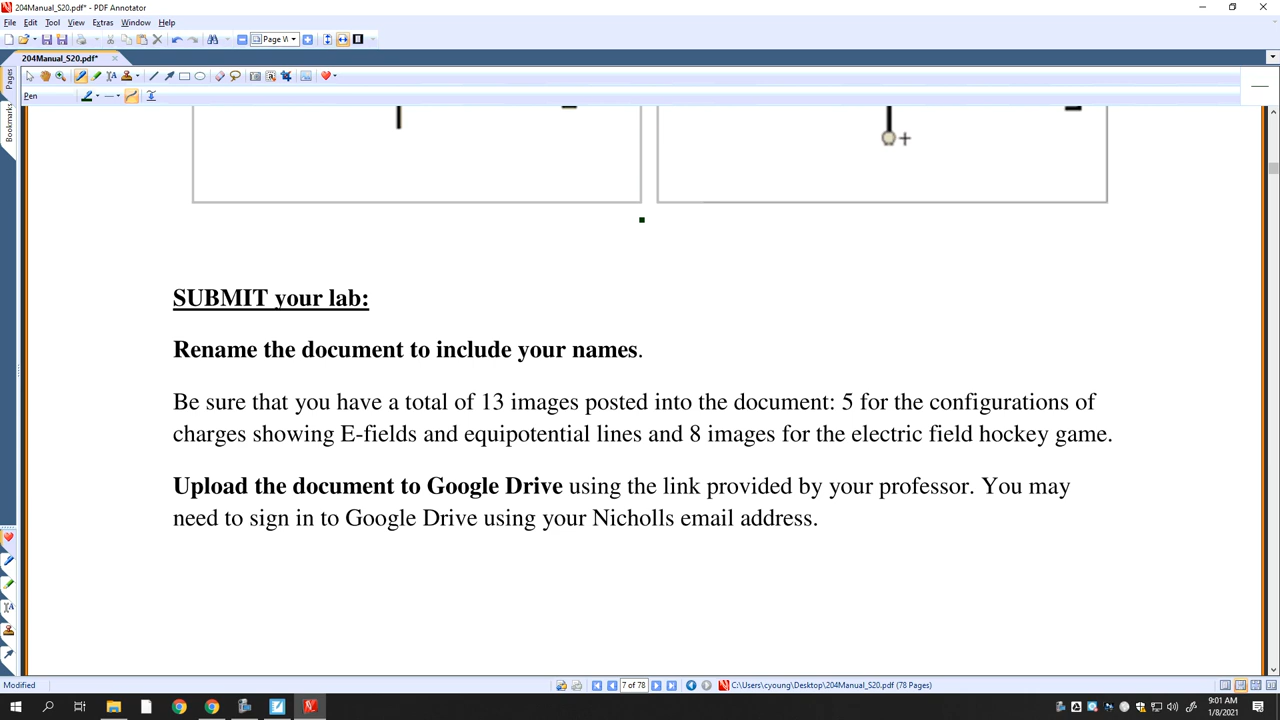 204Manual_S20.pdf* - PDF Annotator
File Edit Tool View Extras Window Help
204Manual_S20.pdf*
Pen
Pages
Bookmarks
+
SUBMIT your lab:
Rename the document to include your names.
Be sure that you have a total of 13 images posted into the document: 5 for the configurations of
charges showing E-fields and equipotential lines and 8 images for the electric field hockey game.
Upload the document to Google Drive using the link provided by your professor. You may
need to sign in to Google Drive using your Nicholls email address.
Modified
7 of 78
C:\Users\cyoung\Desktop\204Manual_S20.pdf (78 Pages)
9:01 AM
1/8/2021